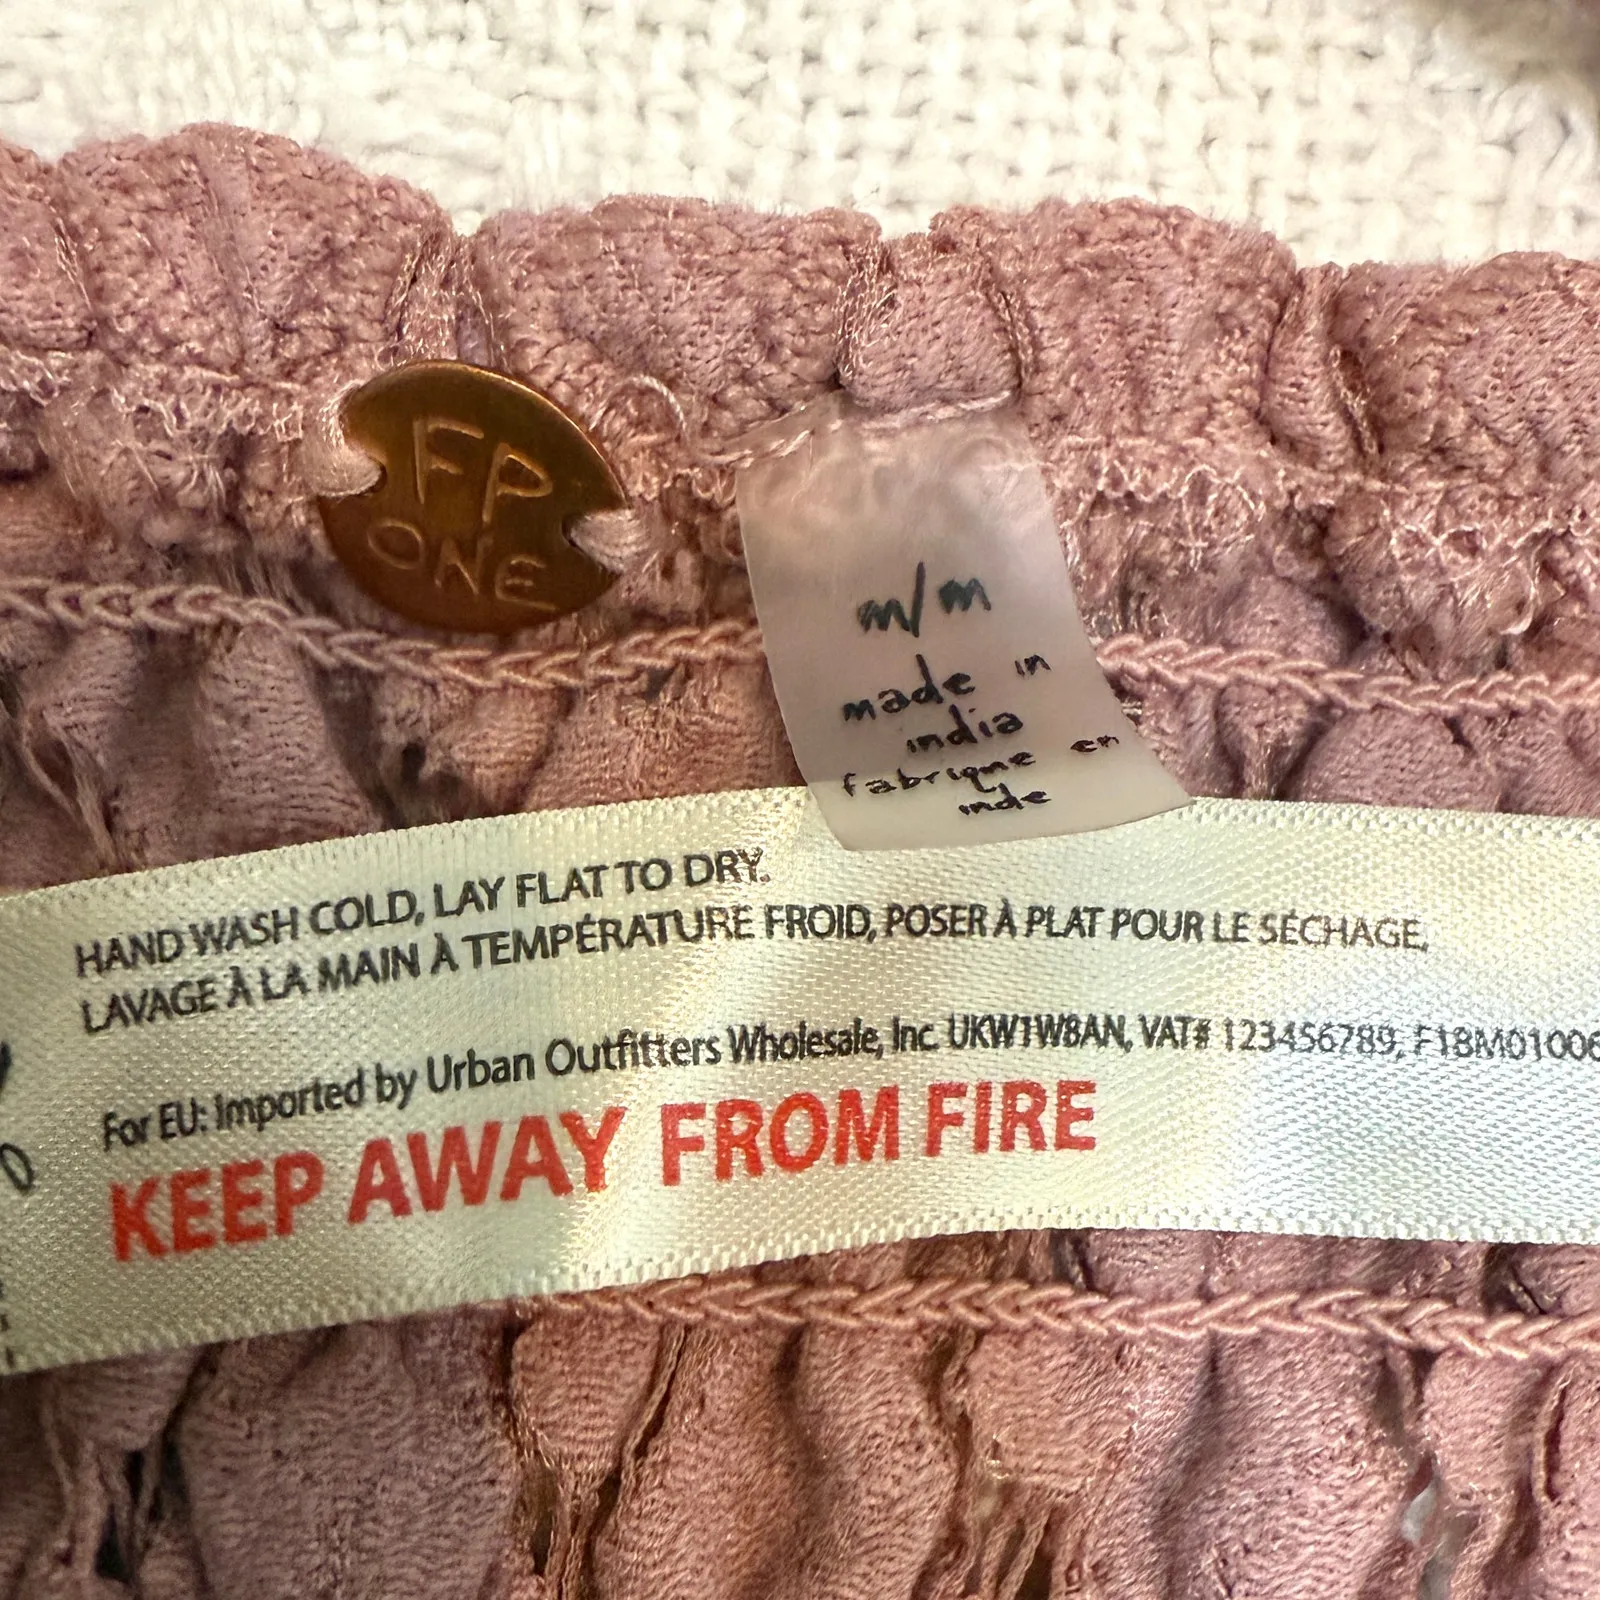 FP
ONE
m/m
made in
india
fabrique en
inde
HAND WASH COLD, LAY FLAT TO DRY.
LAVAGE À LA MAIN À TEMPÉRATURE FROID, POSER À PLAT POUR LE SÉCHAGE,
For EU: Imported by Urban Outfitters Wholesale, Inc UKW1W8AN, VAT# 123456789, F18M01006
KEEP AWAY FROM FIRE